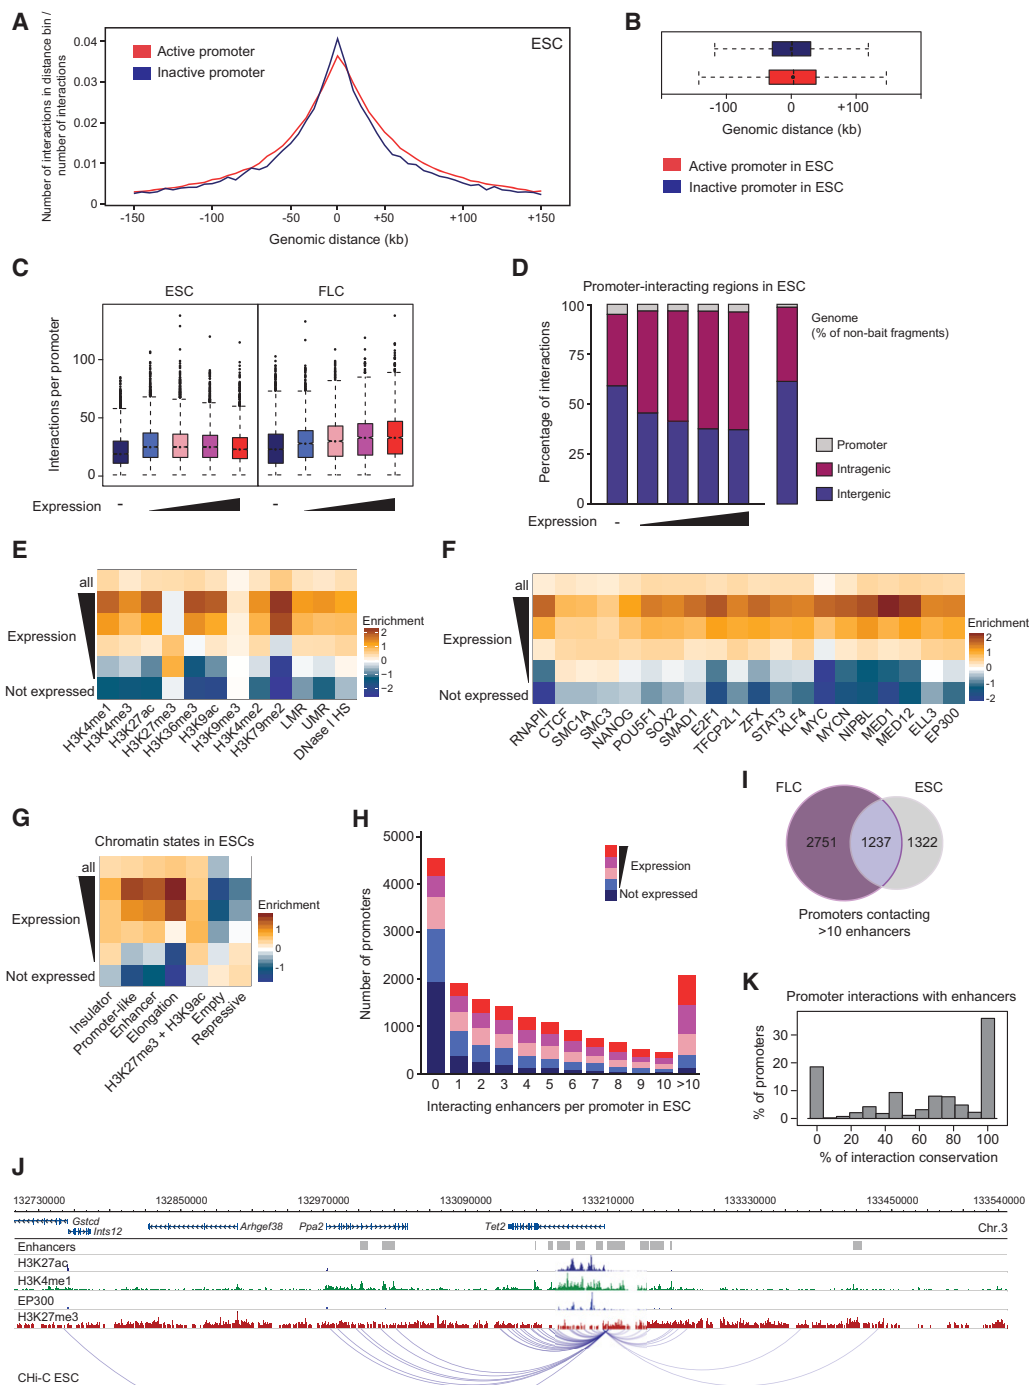 A
Number of interactions in distance bin /
number of interactions
0.04
0.03
0.02
0.01
0
Active promoter
Inactive promoter
ESC
-150
-100
-50
0
+50
+100
+150
Genomic distance (kb)
B
-100
0
+100
Genomic distance (kb)
Active promoter in ESC
Inactive promoter in ESC
C
ESC
FLC
Interactions per promoter
100
50
0
Expression
-
-
D
Promoter-interacting regions in ESC
Percentage of interactions
100
75
50
25
0
Genome
(% of non-bait fragments)
Promoter
Intragenic
Intergenic
Expression
-
E
all
Expression
Not expressed
Enrichment
2
1
0
-1
-2
H3K4me1
H3K4me3
H3K27ac
H3K27me3
H3K36me3
H3K9ac
H3K9me3
H3K4me2
H3K79me2
LMR
UMR
DNase I HS
F
all
Expression
Not expressed
Enrichment
2
1
0
-1
-2
RNAPII
CTCF
SMC1A
SMC3
NANOG
POU5F1
SOX2
SMAD1
E2F1
TFCP2L1
ZFX
STAT3
KLF4
MYC
MYCN
NIPBL
MED1
MED12
ELL3
EP300
G
Chromatin states in ESCs
all
Expression
Not expressed
Enrichment
1
0
-1
Insulator
Promoter-like
Enhancer
Elongation
H3K27me3 + H3K9ac
Empty
Repressive
H
Number of promoters
5000
4000
3000
2000
1000
0
Expression
Not expressed
0
1
2
3
4
5
6
7
8
9
10
>10
Interacting enhancers per promoter in ESC
I
FLC
ESC
2751
1237
1322
Promoters contacting
>10 enhancers
K
Promoter interactions with enhancers
% of promoters
30
20
10
0
0
20
40
60
80
100
% of interaction conservation
J
132730000
132850000
132970000
133090000
133210000
133330000
133450000
133540000
Gstcd
Ints12
Arhgef38
Ppa2
Tet2
Chr.3
Enhancers
H3K27ac
H3K4me1
EP300
H3K27me3
CHi-C ESC